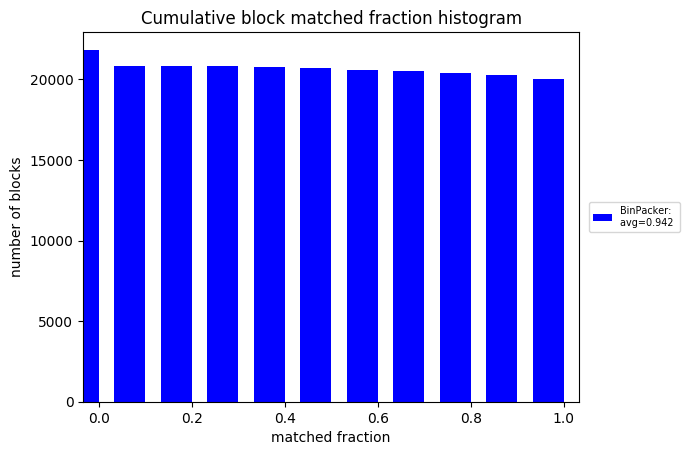 Cumulative block matched fraction histogram
number of blocks
20000
15000
10000
5000
0
0.0 0.2 0.4 0.6 0.8 1.0
matched fraction
BinPacker:
avg=0.942